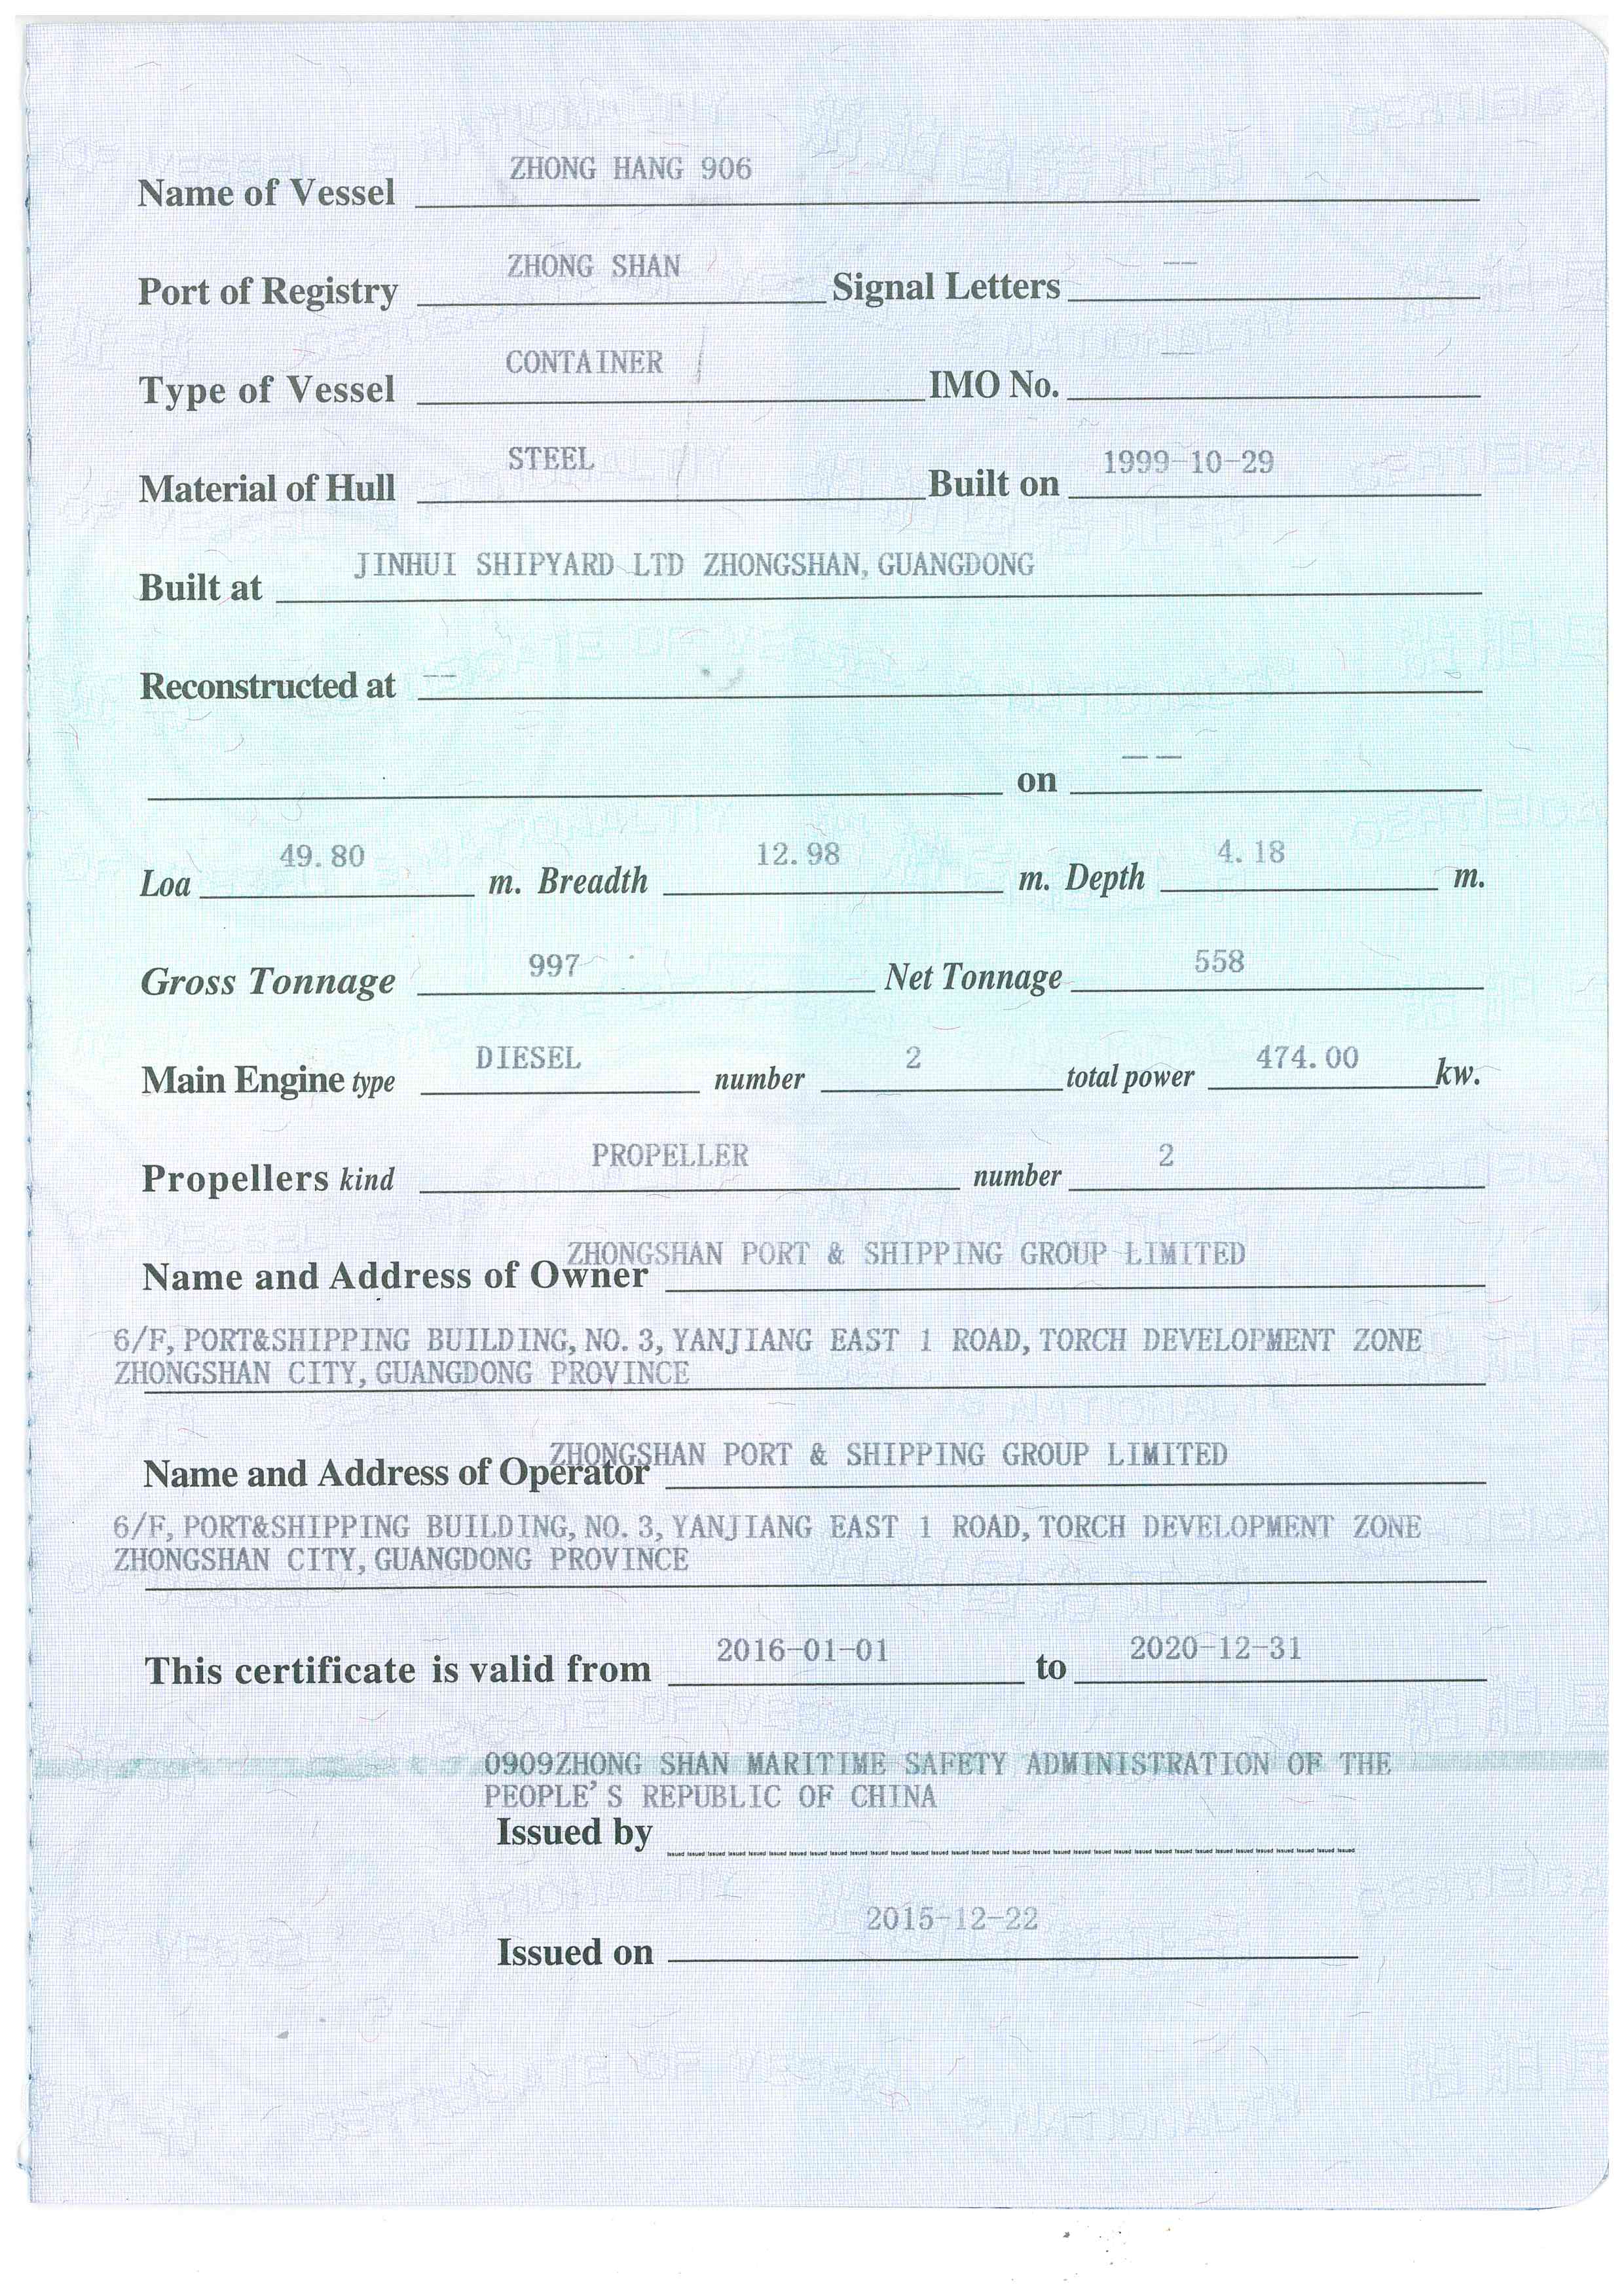 Name of Vessel ZHONG HANG 906
Port of Registry ZHONG SHAN Signal Letters —
Type of Vessel CONTAINER IMO No. —
Material of Hull STEEL Built on 1999-10-29
Built at JINHUI SHIPYARD LTD ZHONGSHAN, GUANGDONG
Reconstructed at —
on — —
Loa 49.80 m. Breadth 12.98 m. Depth 4.18 m.
Gross Tonnage 997 Net Tonnage 558
Main Engine type DIESEL number 2 total power 474.00 kw.
Propellers kind PROPELLER number 2
Name and Address of Owner ZHONGSHAN PORT & SHIPPING GROUP LIMITED
6/F, PORT&SHIPPING BUILDING, NO. 3, YANJIANG EAST 1 ROAD, TORCH DEVELOPMENT ZONE
ZHONGSHAN CITY, GUANGDONG PROVINCE
Name and Address of Operator ZHONGSHAN PORT & SHIPPING GROUP LIMITED
6/F, PORT&SHIPPING BUILDING, NO. 3, YANJIANG EAST 1 ROAD, TORCH DEVELOPMENT ZONE
ZHONGSHAN CITY, GUANGDONG PROVINCE
This certificate is valid from 2016-01-01 to 2020-12-31
0909ZHONG SHAN MARITIME SAFETY ADMINISTRATION OF THE
PEOPLE'S REPUBLIC OF CHINA
Issued by
Issued on 2015-12-22